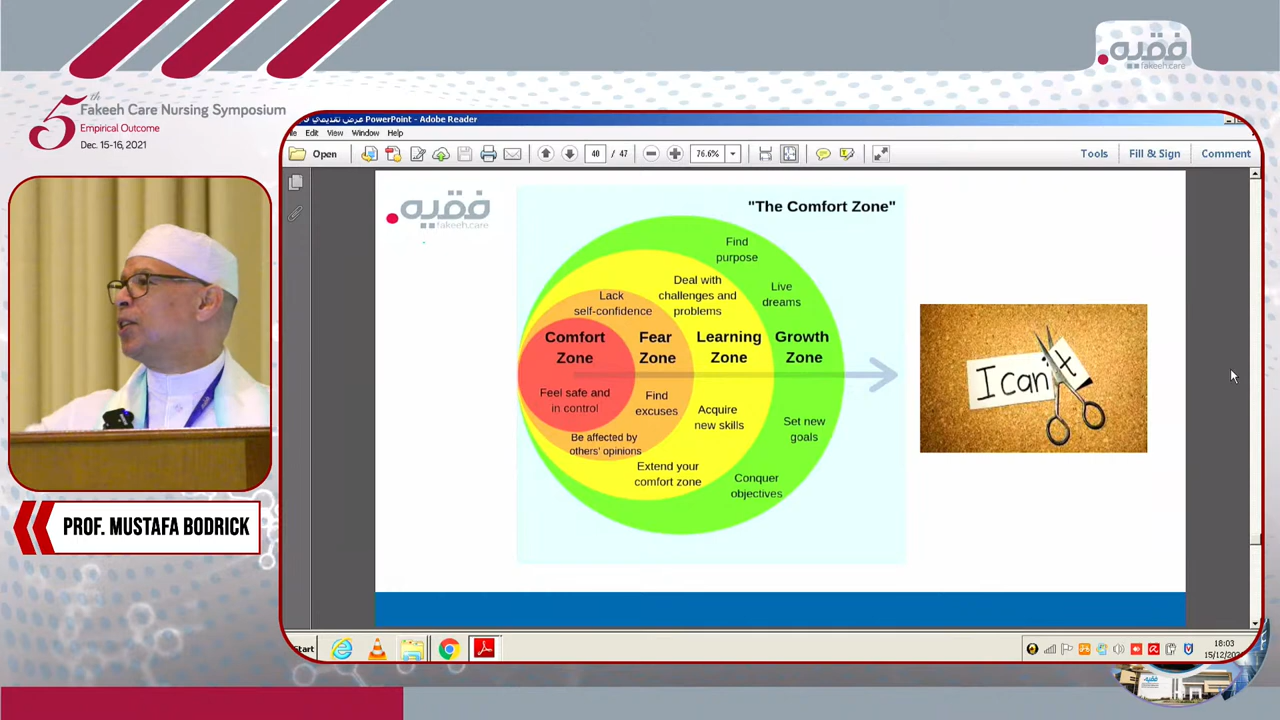 فقيه
fakeeh.care
5th
Fakeeh Care Nursing Symposium
Empirical Outcome
Dec. 15-16, 2021
عرض تقديمي PowerPoint - Adobe Reader
Edit View Window Help
Open
40 / 47
76.6%
Tools Fill & Sign Comment
فقيه
fakeeh.care
"The Comfort Zone"
Find
purpose
Deal with
challenges and
problems
Live
dreams
Lack
self-confidence
Comfort
Zone
Fear
Zone
Learning
Zone
Growth
Zone
Feel safe and
in control
Find
excuses
Acquire
new skills
Set new
goals
Be affected by
others' opinions
Extend your
comfort zone
Conquer
objectives
I can't
PROF. MUSTAFA BODRICK
18:03